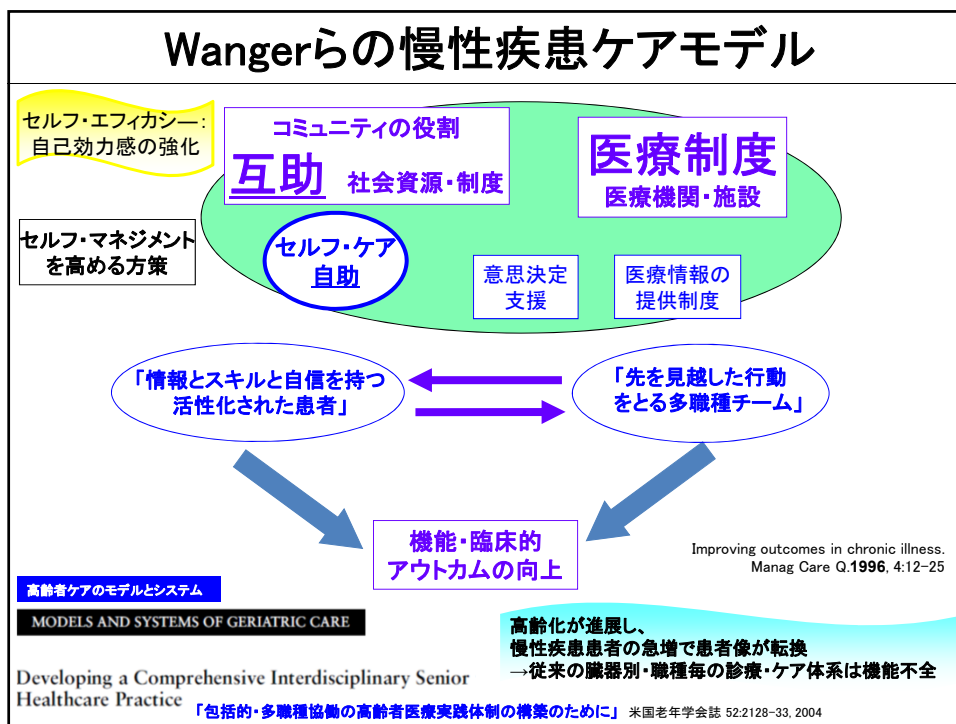 Wangerらの慢性疾患ケアモデル
セルフ・エフィカシー:
自己効力感の強化
コミュニティの役割
互助 社会資源・制度
医療制度
医療機関・施設
セルフ・マネジメント
を高める方策
セルフ・ケア
自助
意思決定
支援
医療情報の
提供制度
「情報とスキルと自信を持つ
活性化された患者」
「先を見越した行動
をとる多職種チーム」
機能・臨床的
アウトカムの向上
Improving outcomes in chronic illness.
Manag Care Q.1996, 4:12-25
高齢者ケアのモデルとシステム
MODELS AND SYSTEMS OF GERIATRIC CARE
高齢化が進展し、
慢性疾患患者の急増で患者像が転換
→従来の臓器別・職種毎の診療・ケア体系は機能不全
Developing a Comprehensive Interdisciplinary Senior
Healthcare Practice
「包括的・多職種協働の高齢者医療実践体制の構築のために」 米国老年学会誌 52:2128-33, 2004